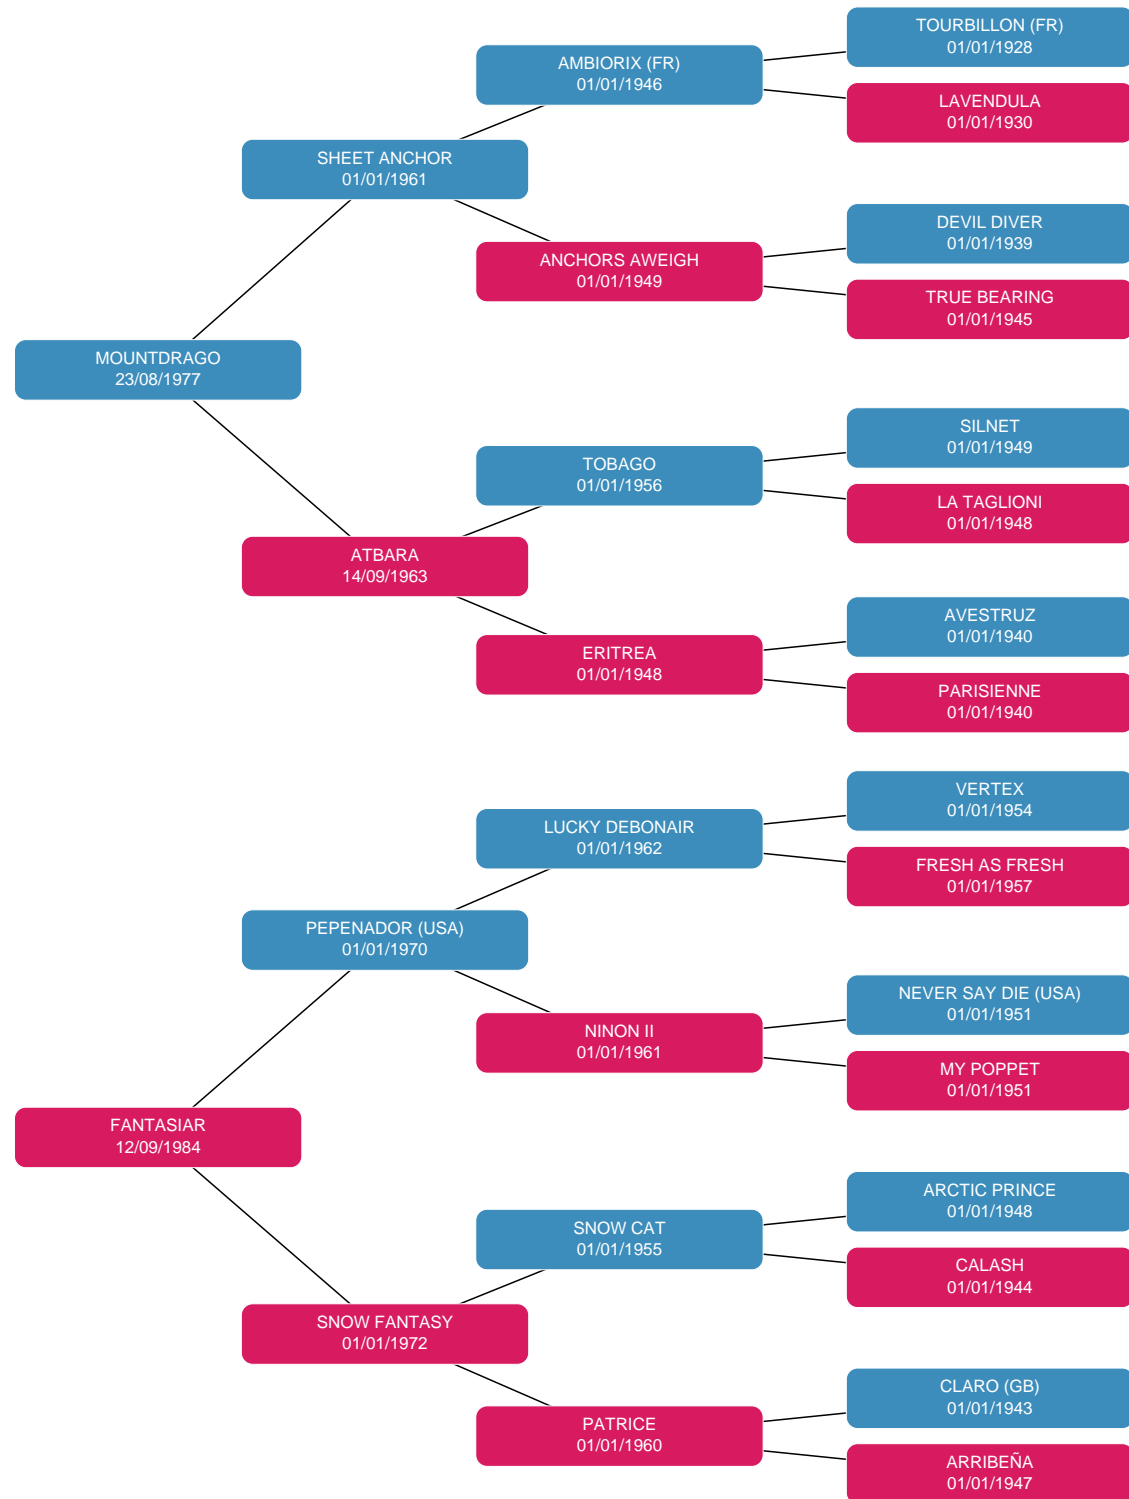 TOURBILLON (FR)
01/01/1928
AMBIORIX (FR)
01/01/1946
LAVENDULA
01/01/1930
SHEET ANCHOR
01/01/1961
DEVIL DIVER
01/01/1939
ANCHORS AWEIGH
01/01/1949
TRUE BEARING
01/01/1945
MOUNTDRAGO
23/08/1977
SILNET
01/01/1949
TOBAGO
01/01/1956
LA TAGLIONI
01/01/1948
ATBARA
14/09/1963
AVESTRUZ
01/01/1940
ERITREA
01/01/1948
PARISIENNE
01/01/1940
VERTEX
01/01/1954
LUCKY DEBONAIR
01/01/1962
FRESH AS FRESH
01/01/1957
PEPENADOR (USA)
01/01/1970
NEVER SAY DIE (USA)
01/01/1951
NINON II
01/01/1961
MY POPPET
01/01/1951
FANTASIAR
12/09/1984
ARCTIC PRINCE
01/01/1948
SNOW CAT
01/01/1955
CALASH
01/01/1944
SNOW FANTASY
01/01/1972
CLARO (GB)
01/01/1943
PATRICE
01/01/1960
ARRIBEÑA
01/01/1947